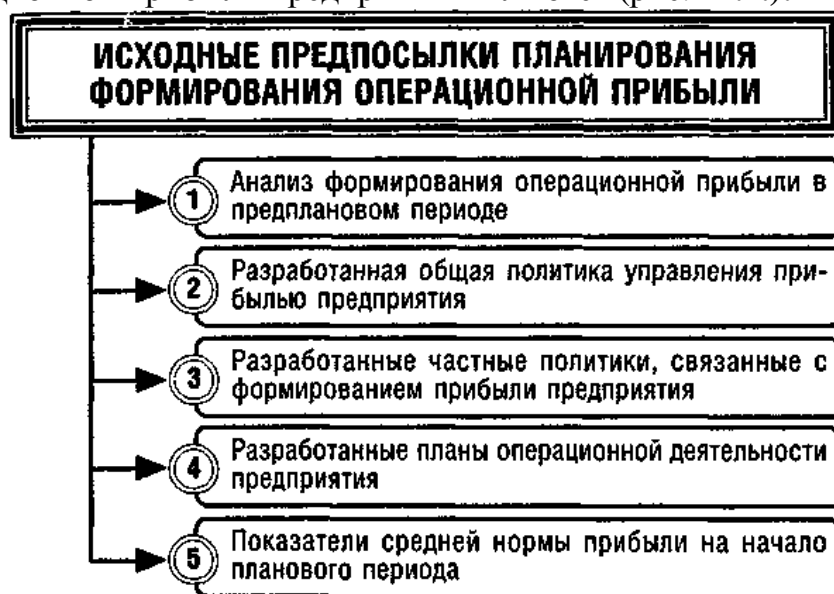 ИСХОДНЫЕ ПРЕДПОСЫЛКИ ПЛАНИРОВАНИЯ
ФОРМИРОВАНИЯ ОПЕРАЦИОННОЙ ПРИБЫЛИ
1 Анализ формирования операционной прибыли в
предплановом периоде
2 Разработанная общая политика управления при-
былью предприятия
3 Разработанные частные политики, связанные с
формированием прибыли предприятия
4 Разработанные планы операционной деятельности
предприятия
5 Показатели средней нормы прибыли на начало
планового периода